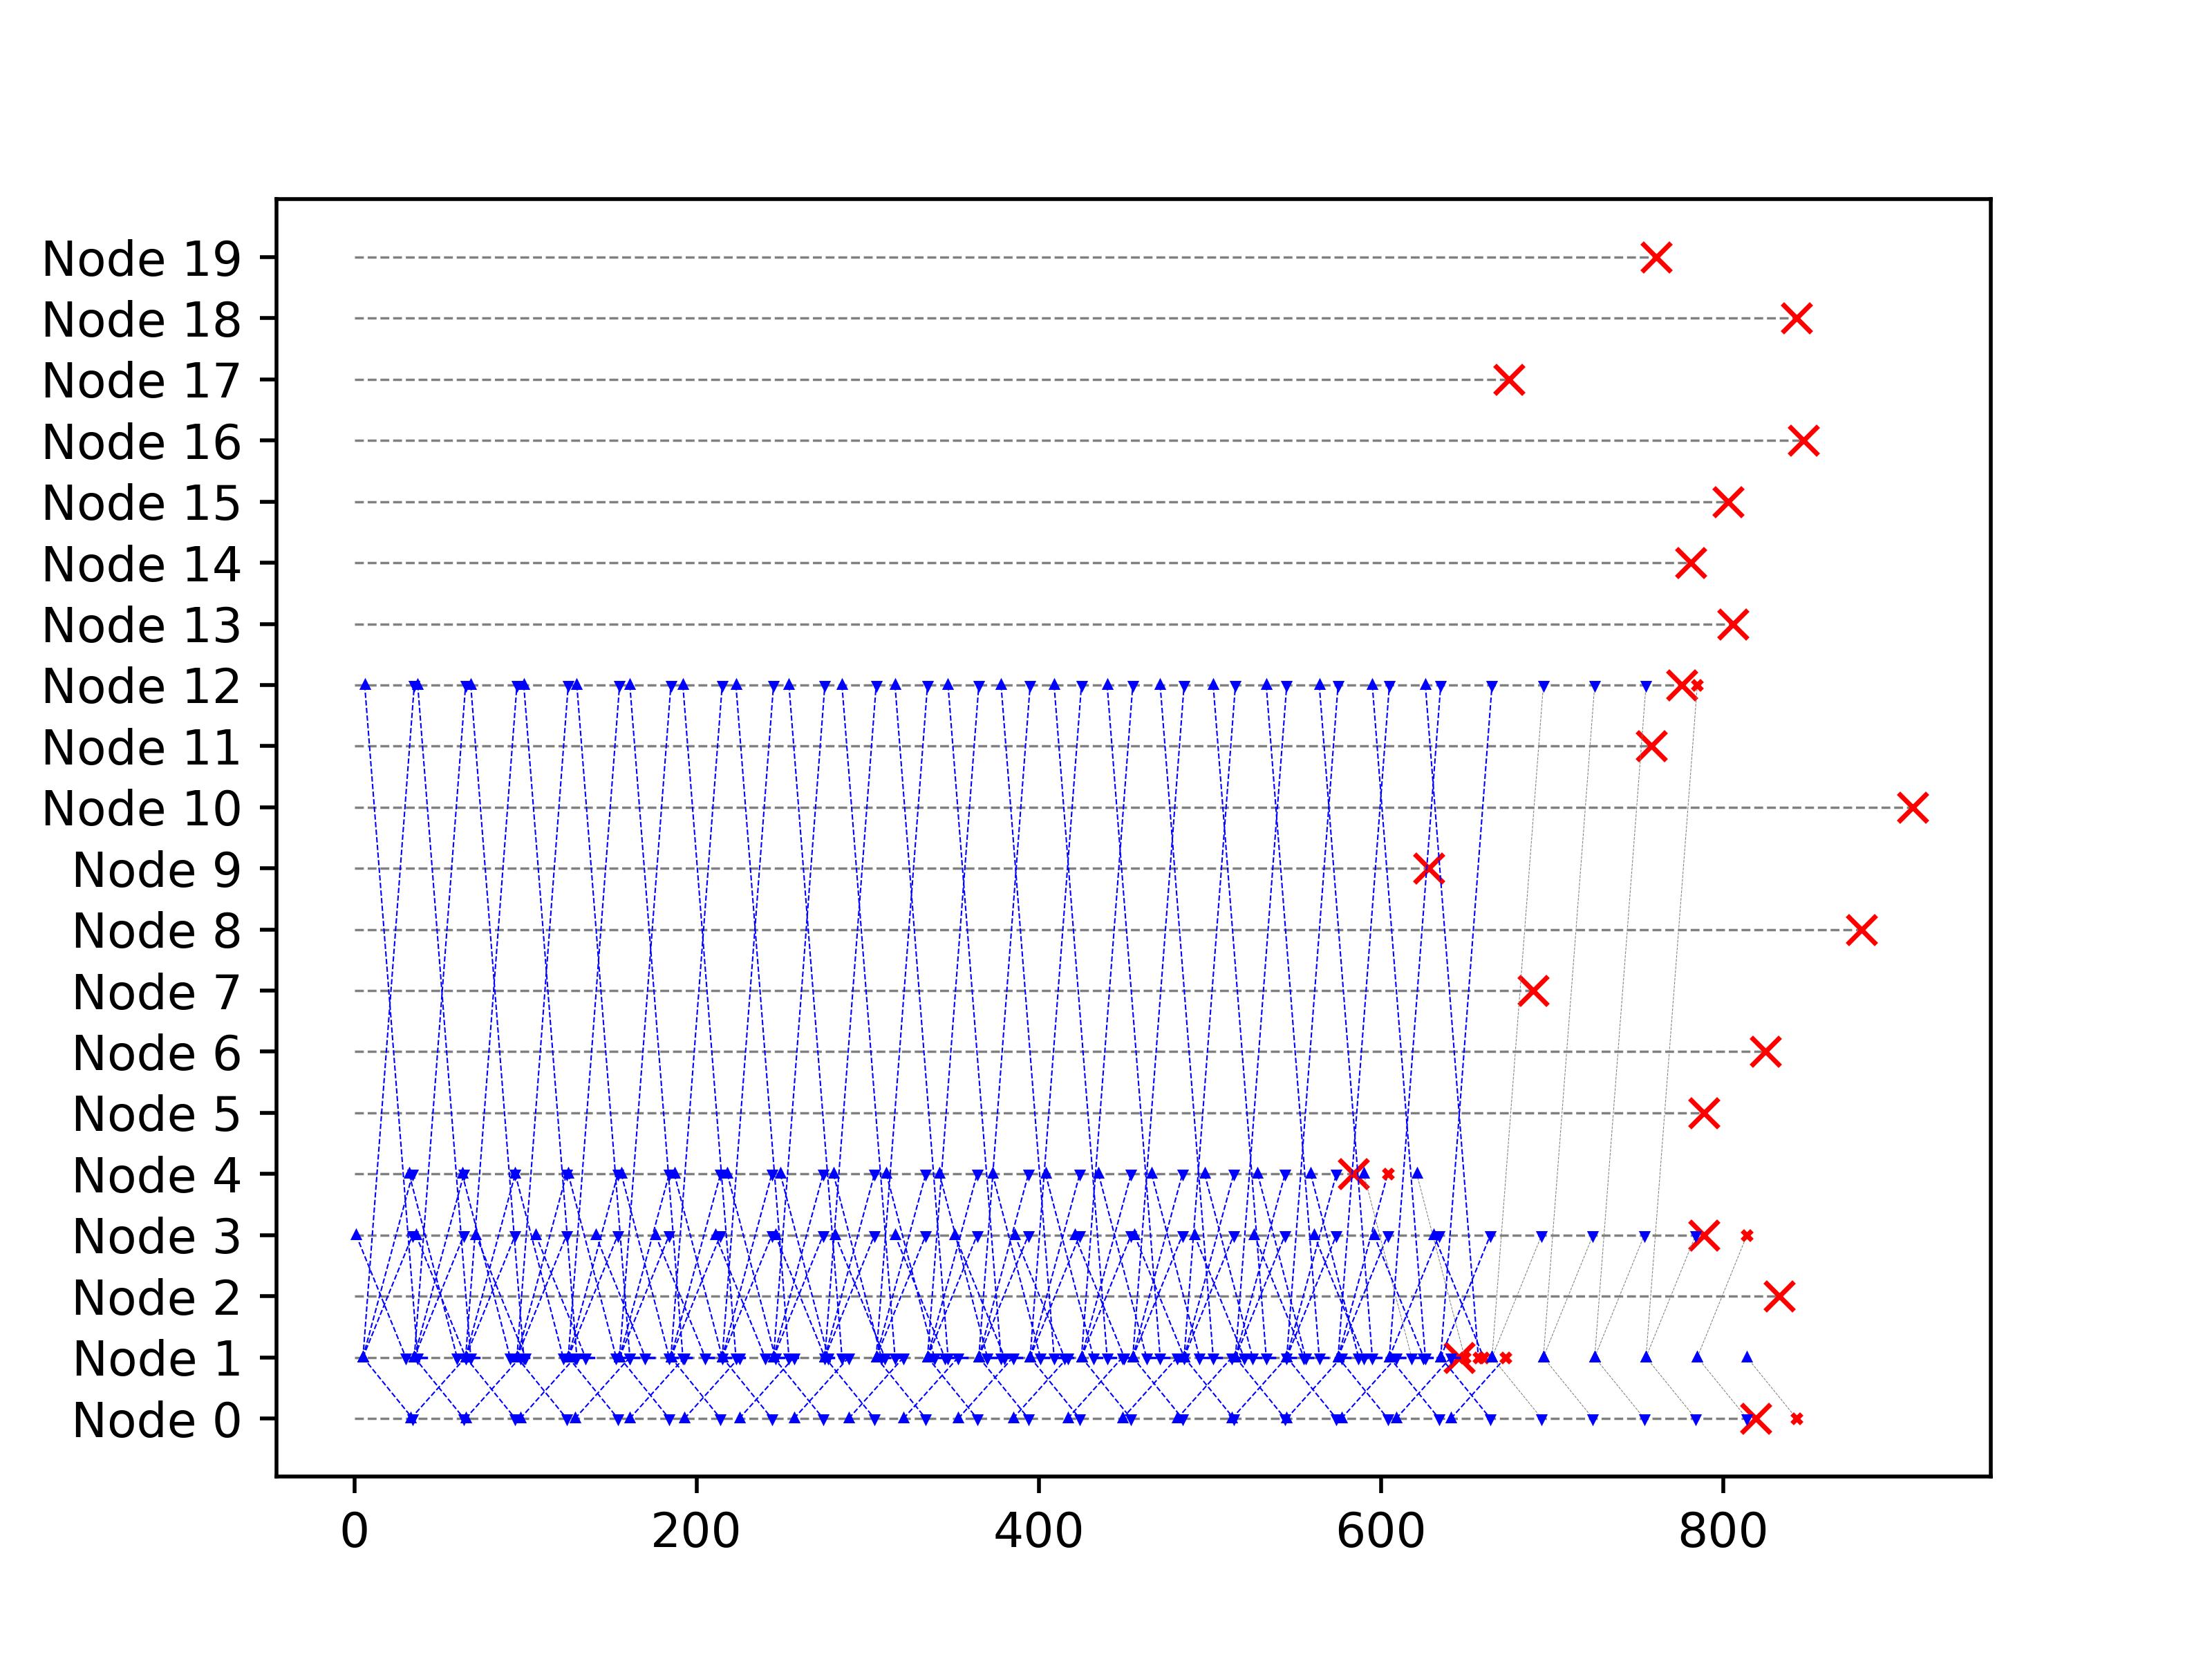 Node 19
Node 18
Node 17
Node 16
Node 15
Node 14
Node 13
Node 12
Node 11
Node 10
Node 9
Node 8
Node 7
Node 6
Node 5
Node 4
Node 3
Node 2
Node 1
Node 0
0 200 400 600 800